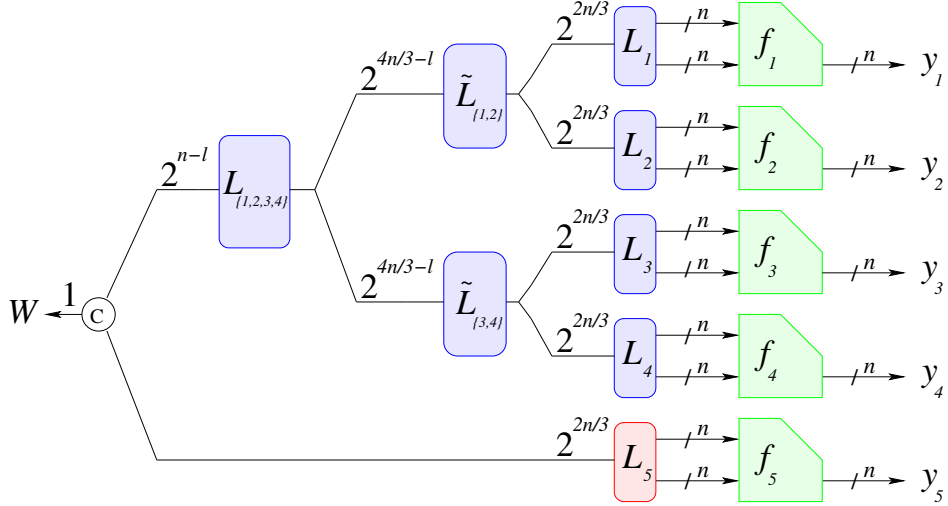 2^{2n/3} L_1 n n f_1 n y_1
2^{4n/3-l} \tilde{L}_{\{1,2\}}
2^{2n/3} L_2 n n f_2 n y_2
2^{n-l} L_{\{1,2,3,4\}}
2^{2n/3} L_3 n n f_3 n y_3
2^{4n/3-l} \tilde{L}_{\{3,4\}}
W 1 C
2^{2n/3} L_4 n n f_4 n y_4
2^{2n/3} L_5 n n f_5 n y_5